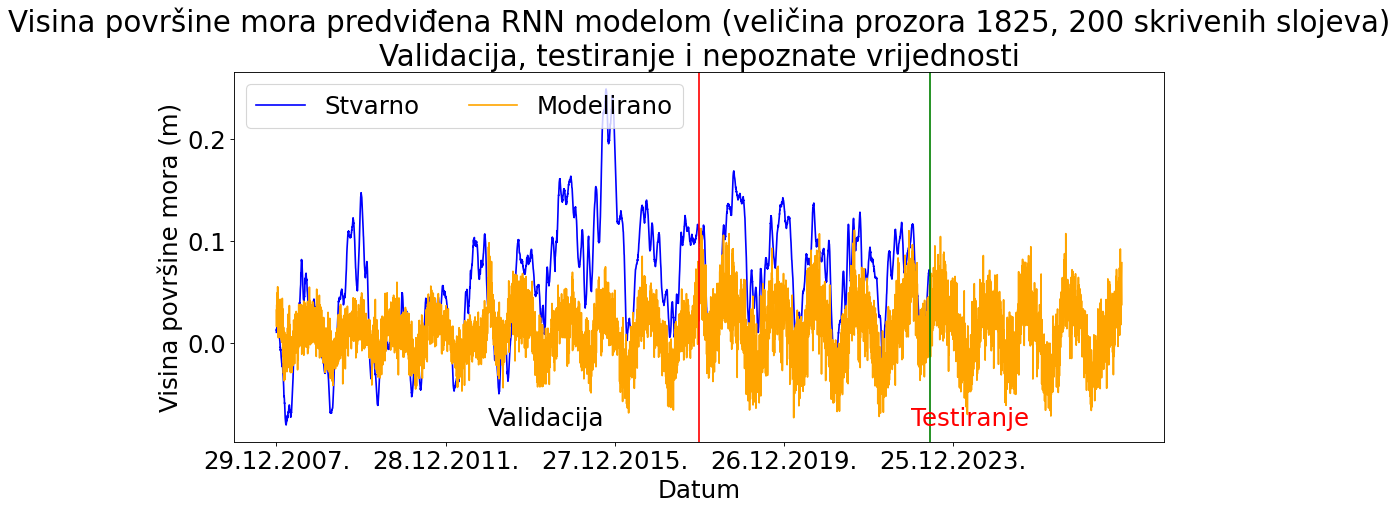 Visina površine mora predviđena RNN modelom (veličina prozora 1825, 200 skrivenih slojeva)
Validacija, testiranje i nepoznate vrijednosti
Stvarno Modelirano
Visina površine mora (m)
0.2
0.1
0.0
Validacija Testiranje
29.12.2007. 28.12.2011. 27.12.2015. 26.12.2019. 25.12.2023.
Datum